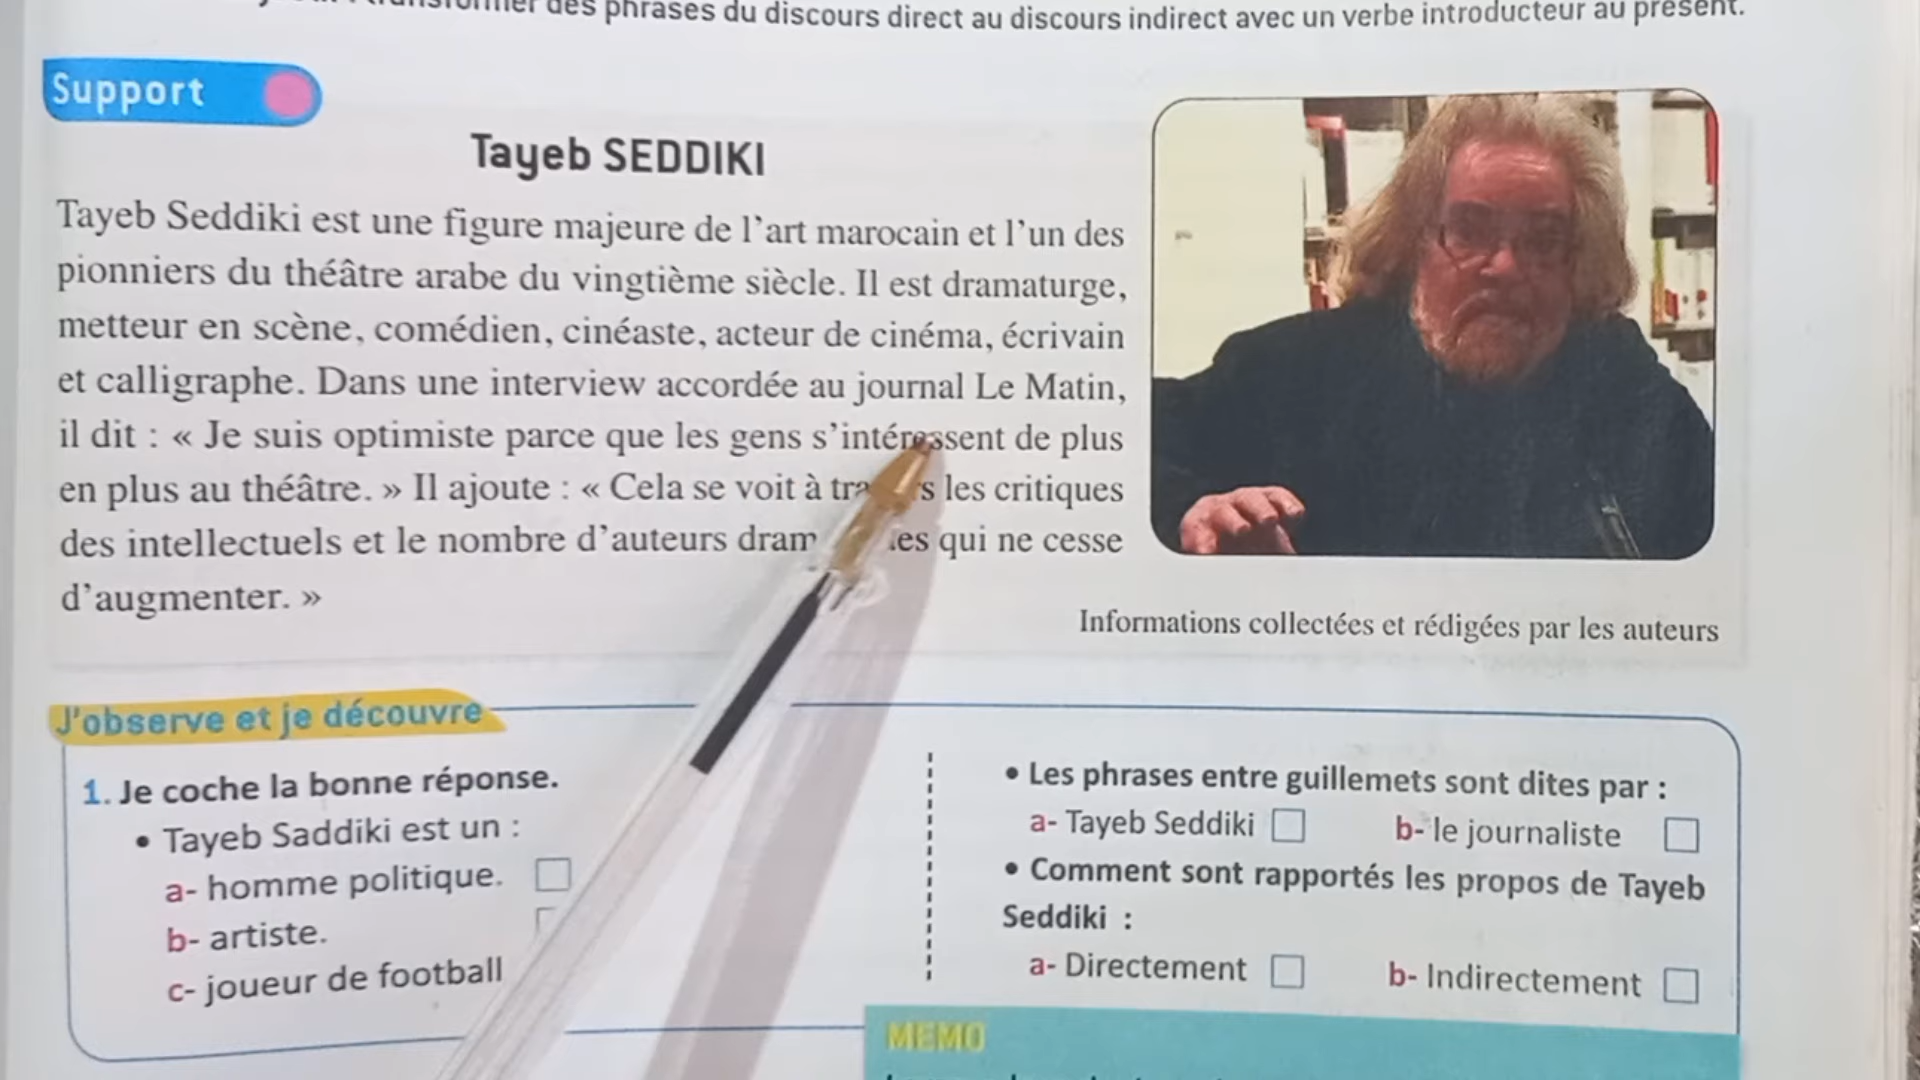 des phrases du discours direct au discours indirect avec un verbe introducteur au présent.
Support
Tayeb SEDDIKI
Tayeb Seddiki est une figure majeure de l'art marocain et l'un des
pionniers du théâtre arabe du vingtième siècle. Il est dramaturge,
metteur en scène, comédien, cinéaste, acteur de cinéma, écrivain
et calligraphe. Dans une interview accordée au journal Le Matin,
il dit : « Je suis optimiste parce que les gens s'intéressent de plus
en plus au théâtre. » Il ajoute : « Cela se voit à les critiques
des intellectuels et le nombre d'auteurs qui ne cesse
d'augmenter. »
Informations collectées et rédigées par les auteurs
J'observe et je découvre
1. Je coche la bonne réponse.
• Tayeb Saddiki est un :
a- homme politique.
b- artiste.
c- joueur de football
• Les phrases entre guillemets sont dites par :
a- Tayeb Seddiki b- le journaliste
• Comment sont rapportés les propos de Tayeb
Seddiki :
a- Directement b- Indirectement
MEMO